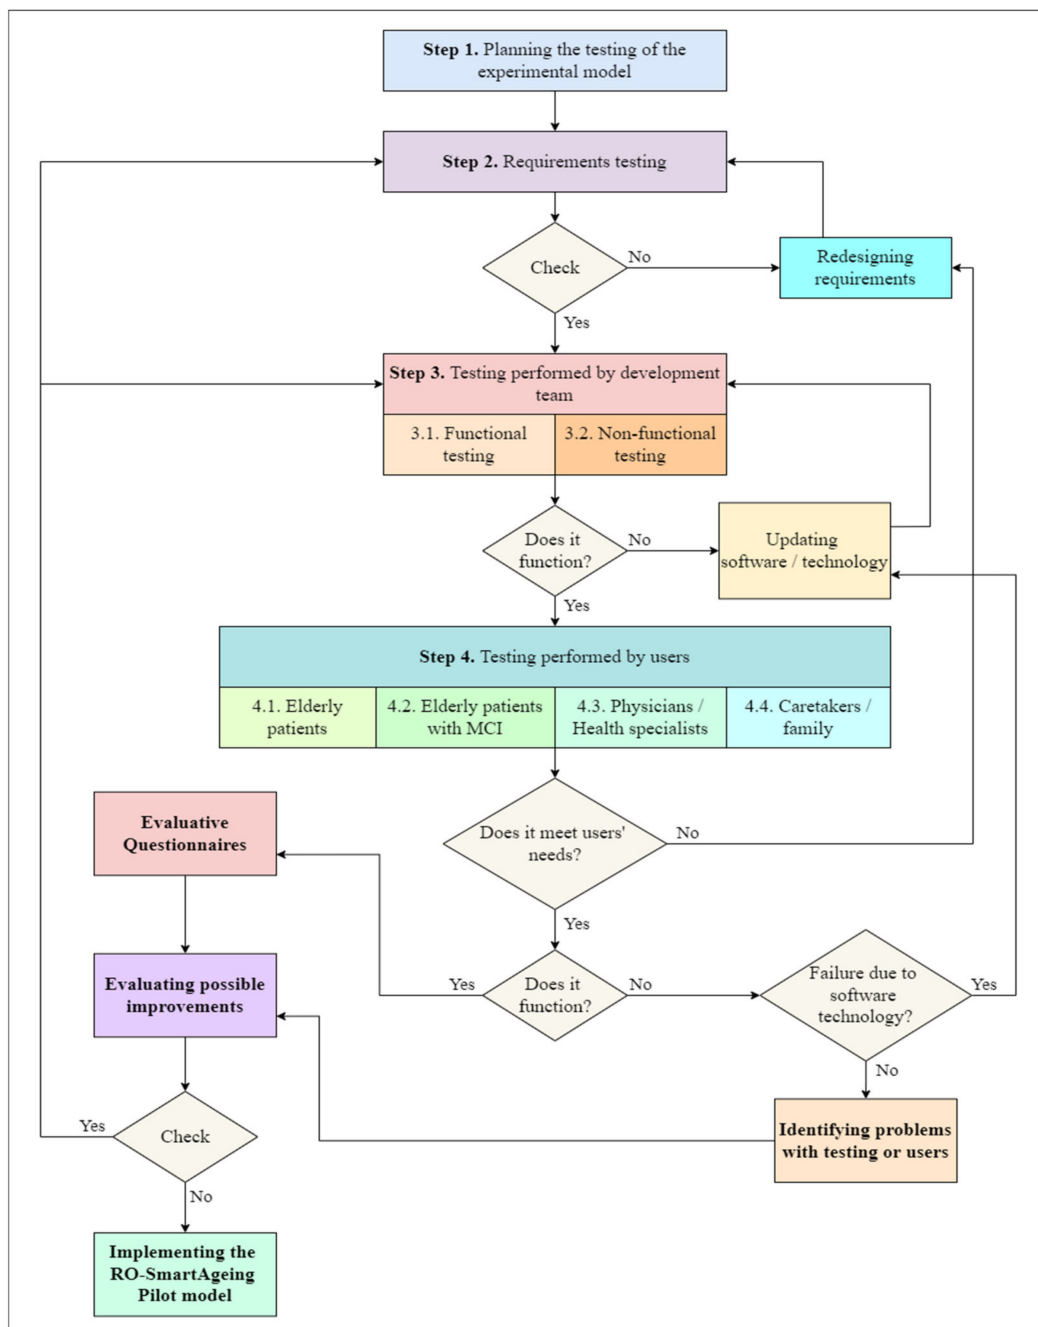 Step 1. Planning the testing of the
experimental model
Step 2. Requirements testing
Check
No
Redesigning
requirements
Yes
Step 3. Testing performed by development
team
3.1. Functional
testing
3.2. Non-functional
testing
Does it
function?
No
Updating
software / technology
Yes
Step 4. Testing performed by users
4.1. Elderly
patients
4.2. Elderly patients
with MCI
4.3. Physicians /
Health specialists
4.4. Caretakers /
family
Does it meet users'
needs?
No
Yes
Evaluative
Questionnaires
Does it
function?
Yes
No
Failure due to
software
technology?
Yes
No
Evaluating possible
improvements
Identifying problems
with testing or users
Check
Yes
No
Implementing the
RO-SmartAgeing
Pilot model